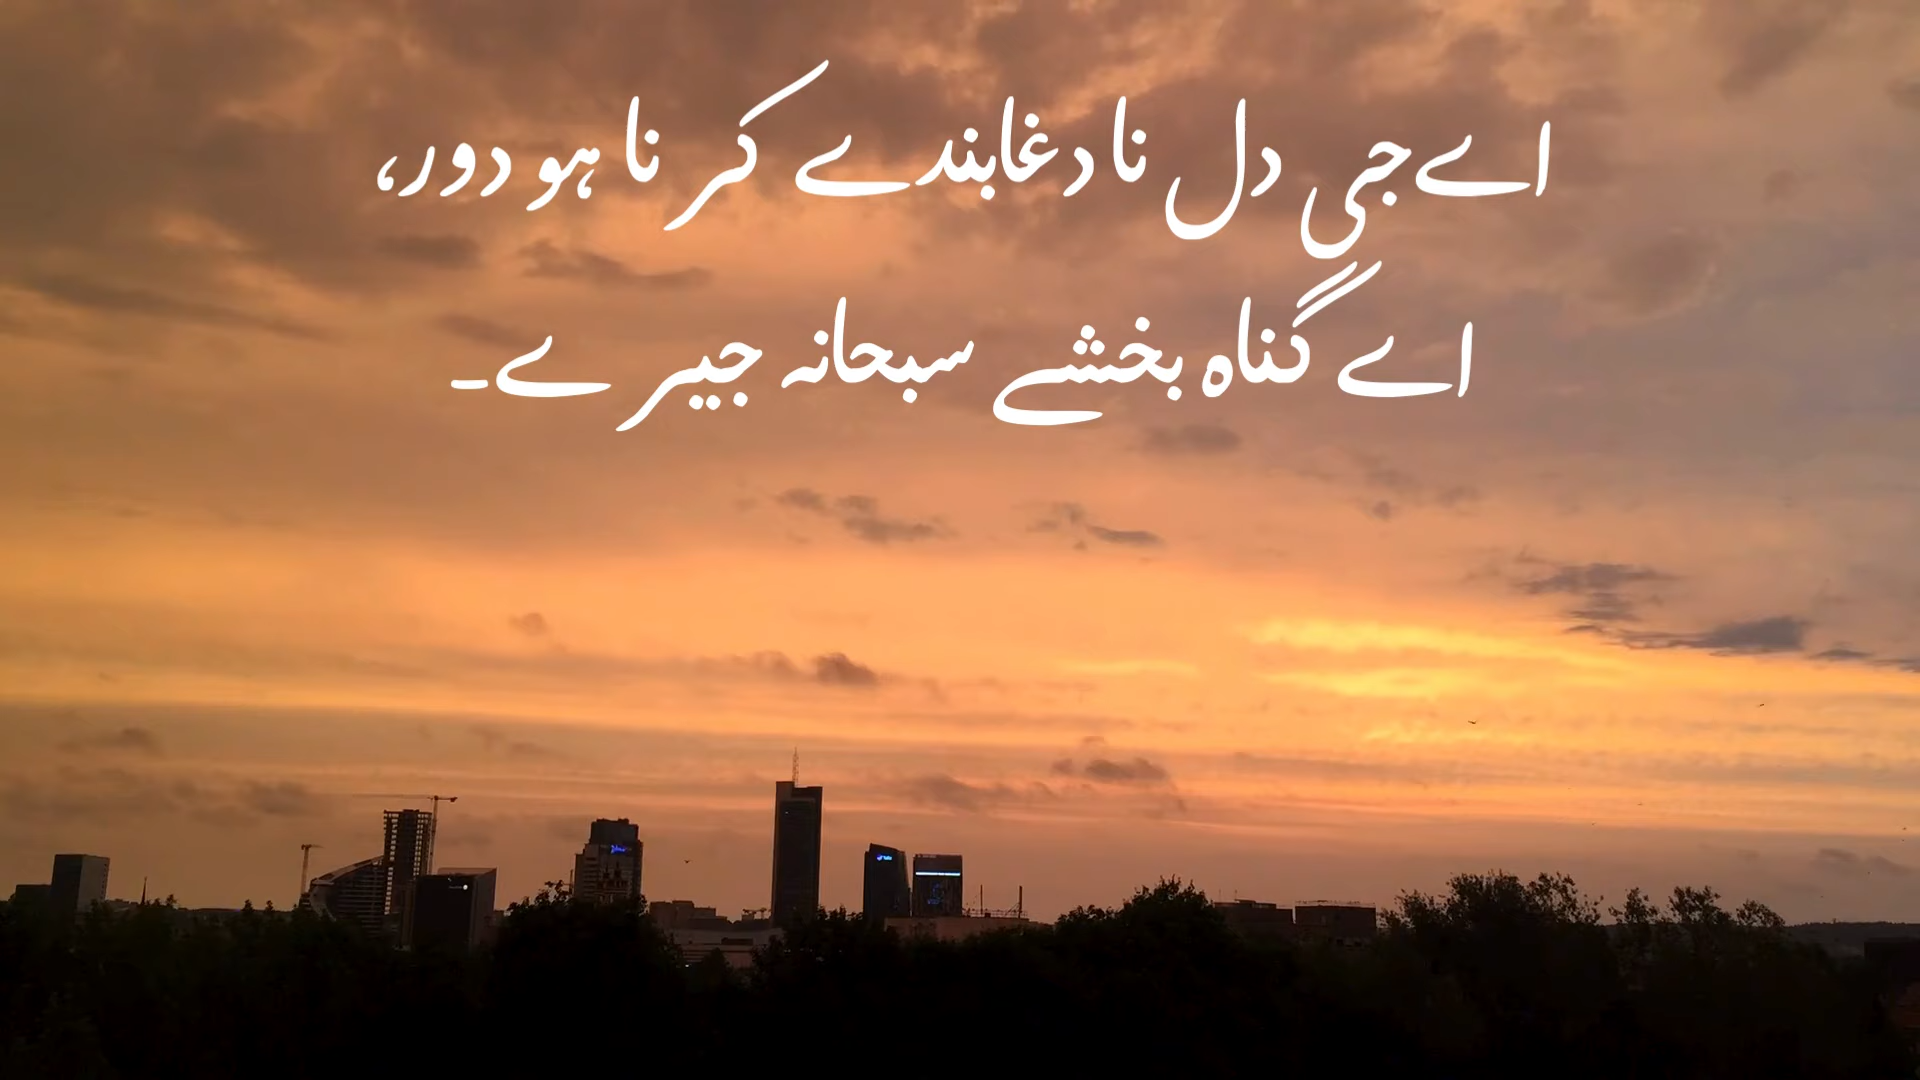 اے جی دل نا دغا بندے کر نا ہو دور،
اے گناہ بخشے سبحانہ جیرے۔